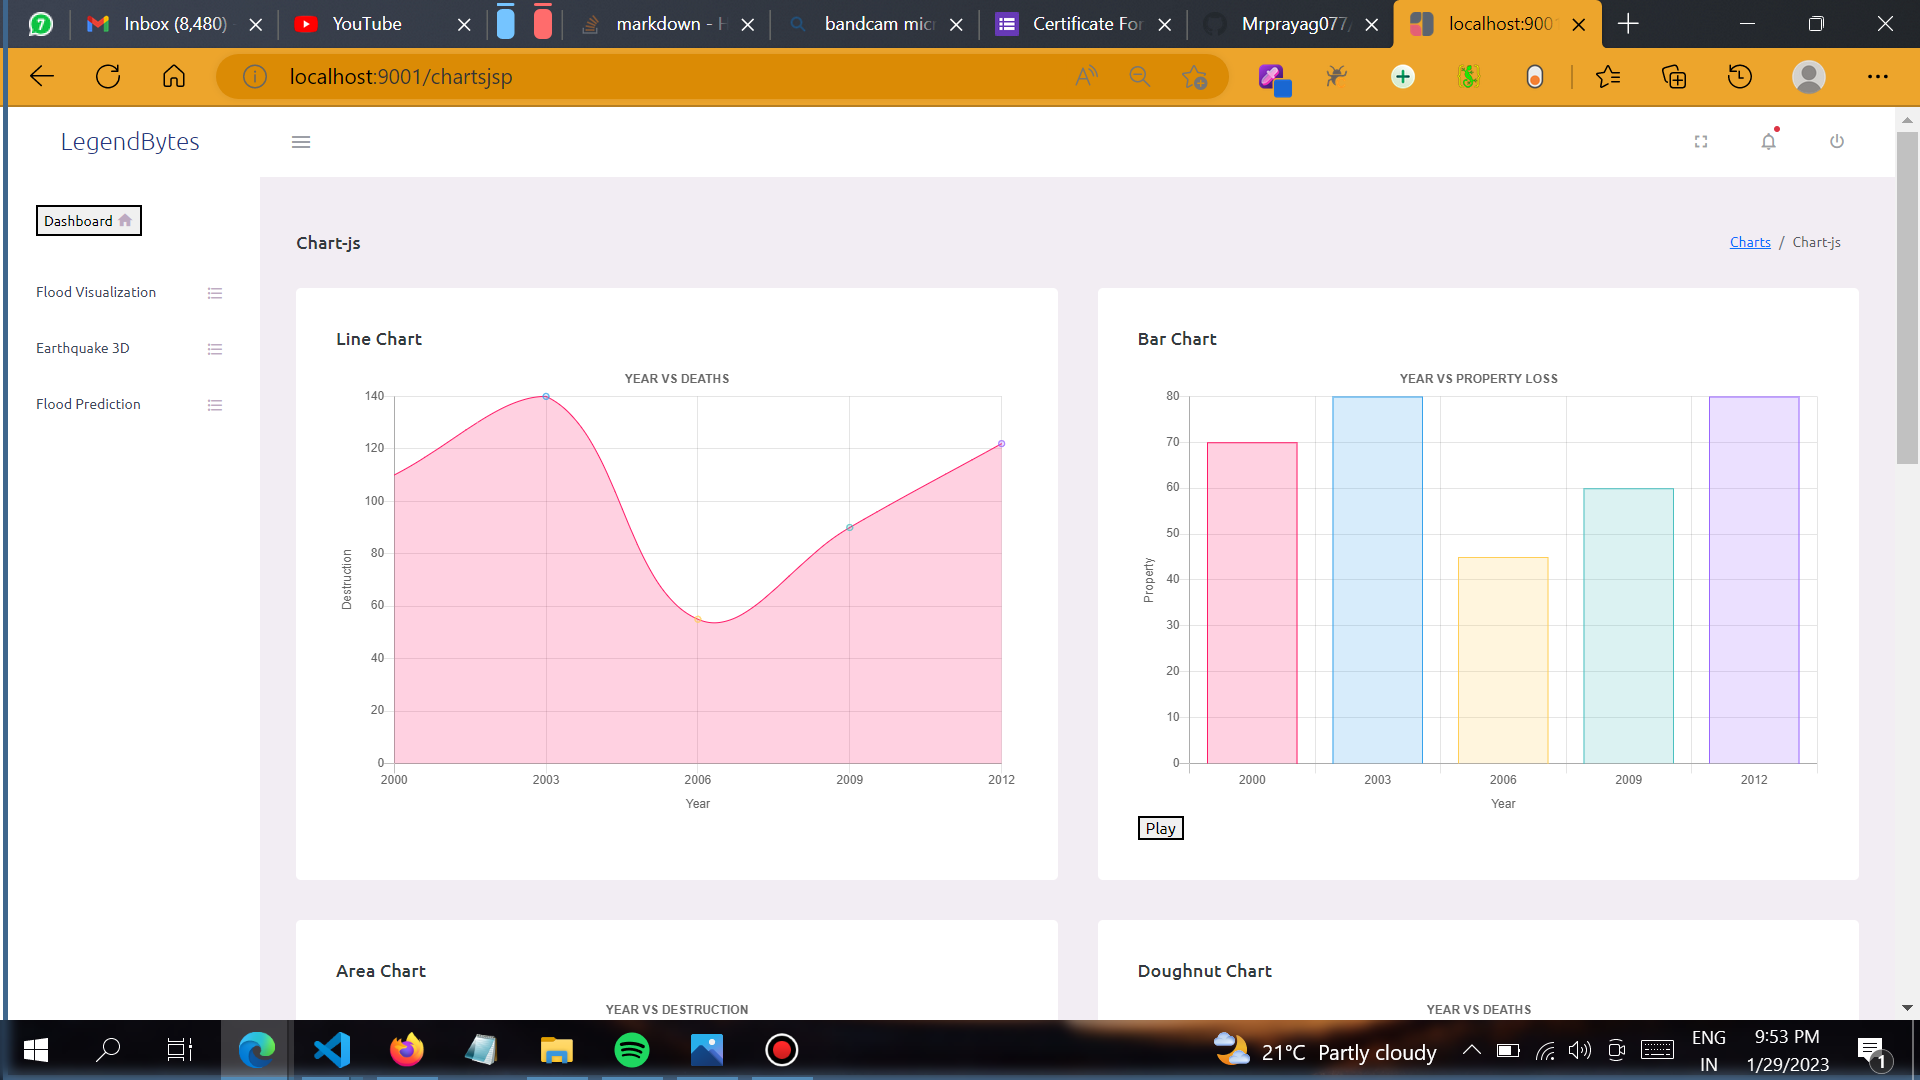 7
Inbox (8,480)
YouTube
markdown - H
bandcam mic
Certificate For
Mrprayag077/
localhost:9001
localhost:9001/chartsjsp
LegendBytes
Dashboard
Flood Visualization
Earthquake 3D
Flood Prediction
Chart-js
Charts / Chart-js
Line Chart
YEAR VS DEATHS
140
120
100
80
60
40
20
0
Destruction
2000 2003 2006 2009 2012
Year
Bar Chart
YEAR VS PROPERTY LOSS
80
70
60
50
40
30
20
10
0
Property
2000 2003 2006 2009 2012
Year
Play
Area Chart
YEAR VS DESTRUCTION
Doughnut Chart
YEAR VS DEATHS
21°C Partly cloudy
ENG
IN
9:53 PM
1/29/2023
1